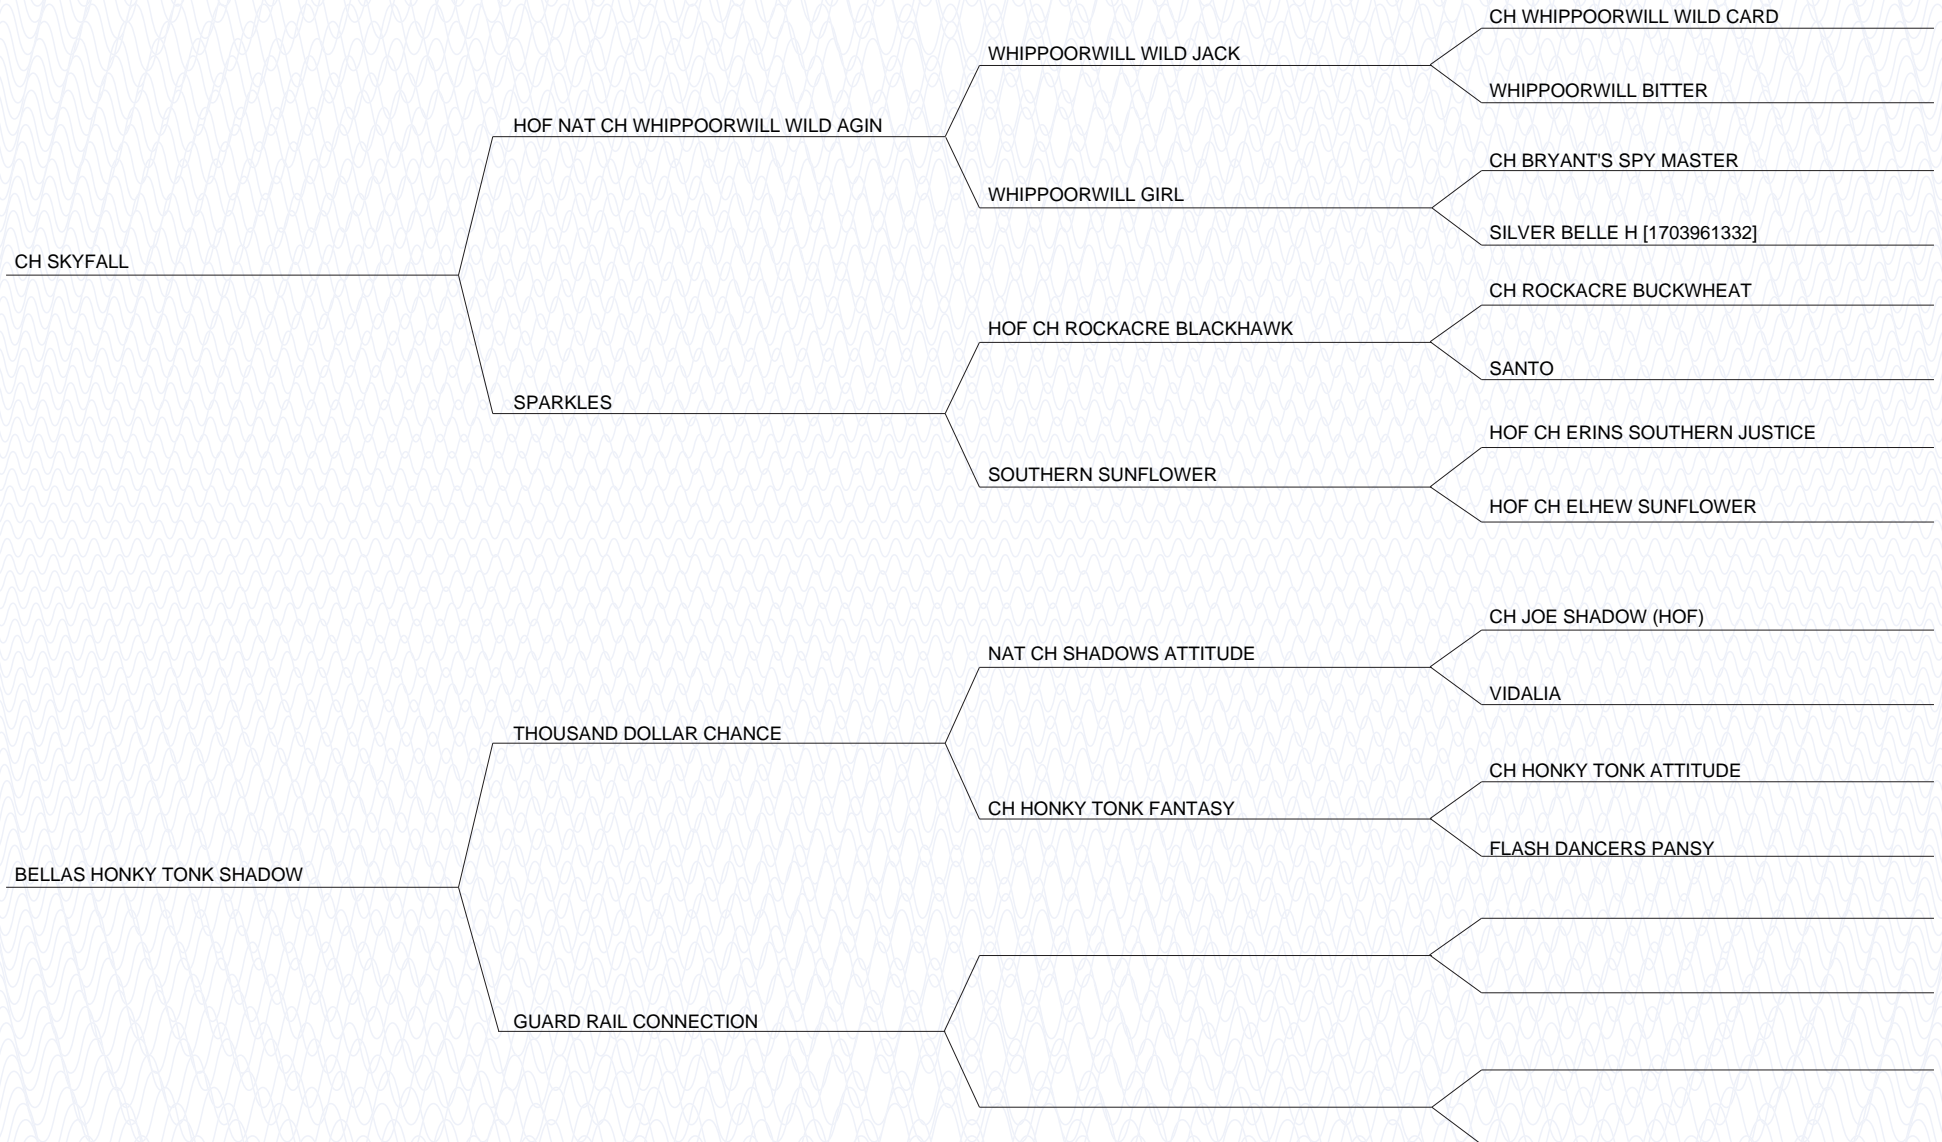 CH WHIPPOORWILL WILD CARD
WHIPPOORWILL WILD JACK
WHIPPOORWILL BITTER
HOF NAT CH WHIPPOORWILL WILD AGIN
CH BRYANT'S SPY MASTER
WHIPPOORWILL GIRL
SILVER BELLE H [1703961332]
CH SKYFALL
CH ROCKACRE BUCKWHEAT
HOF CH ROCKACRE BLACKHAWK
SANTO
SPARKLES
HOF CH ERINS SOUTHERN JUSTICE
SOUTHERN SUNFLOWER
HOF CH ELHEW SUNFLOWER
CH JOE SHADOW (HOF)
NAT CH SHADOWS ATTITUDE
VIDALIA
THOUSAND DOLLAR CHANCE
CH HONKY TONK ATTITUDE
CH HONKY TONK FANTASY
FLASH DANCERS PANSY
BELLAS HONKY TONK SHADOW
GUARD RAIL CONNECTION